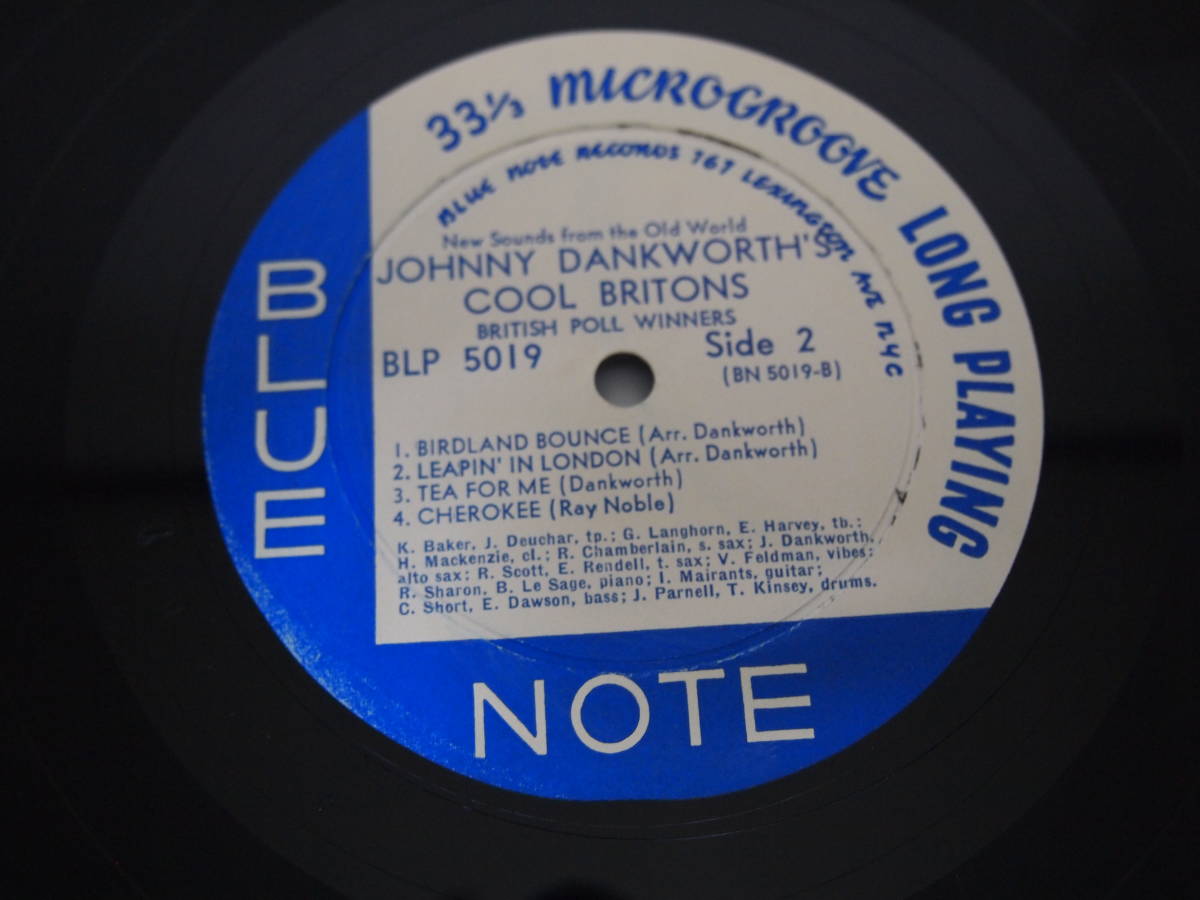 33⅓ MICROGROOVE LONG PLAYING
BLUE NOTE RECORDS 767 LEXINGTON AVE NYC
New Sounds from the Old World
JOHNNY DANKWORTH'S
COOL BRITONS
BRITISH POLL WINNERS
BLP 5019
Side 2
(BN 5019-B)
1. BIRDLAND BOUNCE (Arr. Dankworth)
2. LEAPIN' IN LONDON (Arr. Dankworth)
3. TEA FOR ME (Dankworth)
4. CHEROKEE (Ray Noble)
K. Baker, J. Deuchar, tp.; G. Langhorn, E. Harvey, tb.;
H. Mackenzie, cl.; R. Chamberlain, s. sax; J. Dankworth,
alto sax; R. Scott, E. Rendell, t. sax; V. Feldman, vibes;
R. Sharon, B. Le Sage, piano; I. Mairants, guitar;
C. Short, E. Dawson, bass; J. Parnell, T. Kinsey, drums.
BLUE
NOTE